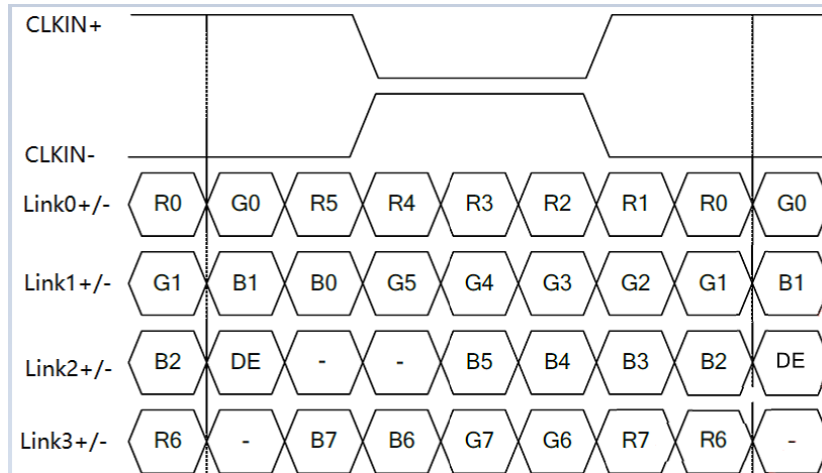 CLKIN+
CLKIN-
Link0+/- R0 G0 R5 R4 R3 R2 R1 R0 G0
Link1+/- G1 B1 B0 G5 G4 G3 G2 G1 B1
Link2+/- B2 DE - - B5 B4 B3 B2 DE
Link3+/- R6 - B7 B6 G7 G6 R7 R6 -